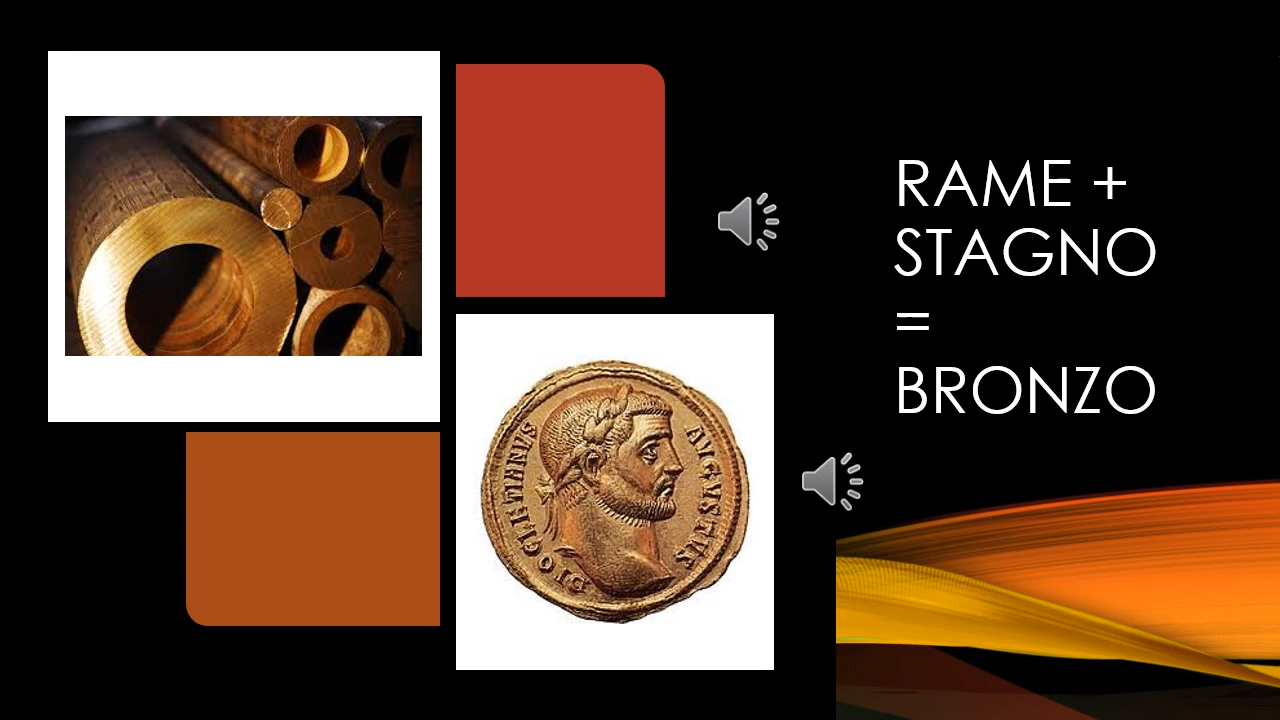 RAME +
STAGNO
=
BRONZO
DIOCLETIANVS AVGVSTVS